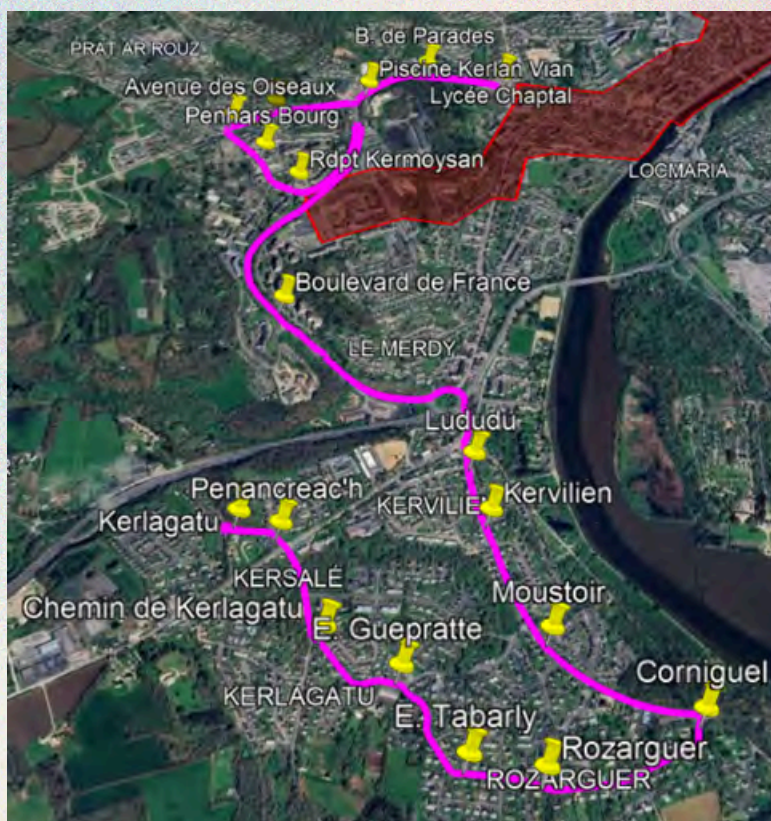 B. de Parades
PRAT AR ROUZ
Piscine Kerlan Vian
Avenue des Oiseaux
Lycée Chaptal
Penhars Bourg
Rdpt Kermoysan
LOCMARIA
Boulevard de France
LE MERDY
Lududu
Penancreac'h
Kervilien
KERVILIE
Kerlagatu
KERSALÉ
Chemin de Kerlagatu
Moustoir
E. Guepratte
Corniguel
KERLAGATU
E. Tabarly
Rozarguer
ROZARGUER